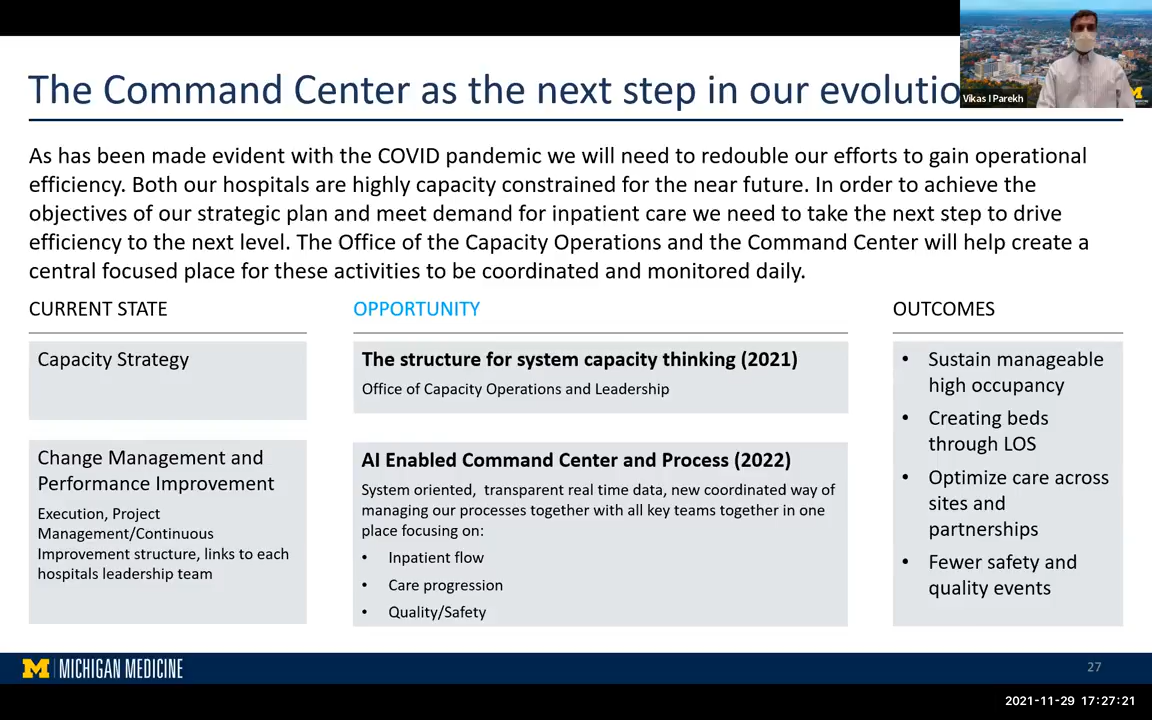 The Command Center as the next step in our evolutio
Vikas I Parekh
As has been made evident with the COVID pandemic we will need to redouble our efforts to gain operational
efficiency. Both our hospitals are highly capacity constrained for the near future. In order to achieve the
objectives of our strategic plan and meet demand for inpatient care we need to take the next step to drive
efficiency to the next level. The Office of the Capacity Operations and the Command Center will help create a
central focused place for these activities to be coordinated and monitored daily.
CURRENT STATE
Capacity Strategy
Change Management and
Performance Improvement
Execution, Project
Management/Continuous
Improvement structure, links to each
hospitals leadership team
OPPORTUNITY
The structure for system capacity thinking (2021)
Office of Capacity Operations and Leadership
AI Enabled Command Center and Process (2022)
System oriented, transparent real time data, new coordinated way of
managing our processes together with all key teams together in one
place focusing on:
• Inpatient flow
• Care progression
• Quality/Safety
OUTCOMES
• Sustain manageable
high occupancy
• Creating beds
through LOS
• Optimize care across
sites and
partnerships
• Fewer safety and
quality events
M MICHIGAN MEDICINE
27
2021-11-29 17:27:21